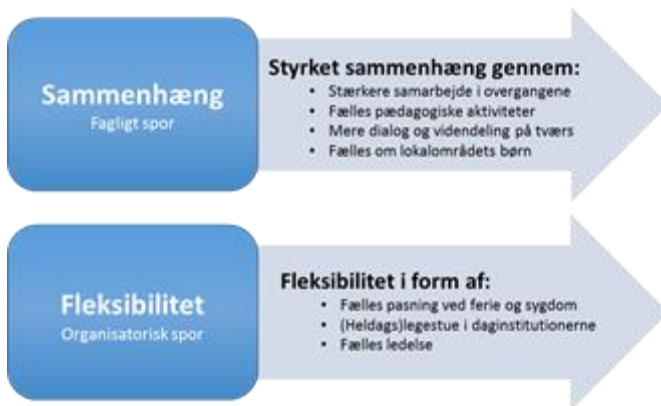 Sammenhæng
Fagligt spor
Styrket sammenhæng gennem:
• Stærkere samarbejde i overgangene
• Fælles pædagogiske aktiviteter
• Mere dialog og videndeling på tværs
• Fælles om lokalområdets børn
Fleksibilitet
Organisatorisk spor
Fleksibilitet i form af:
• Fælles pasning ved ferie og sygdom
• (Heldags)legestue i daginstitutionerne
• Fælles ledelse